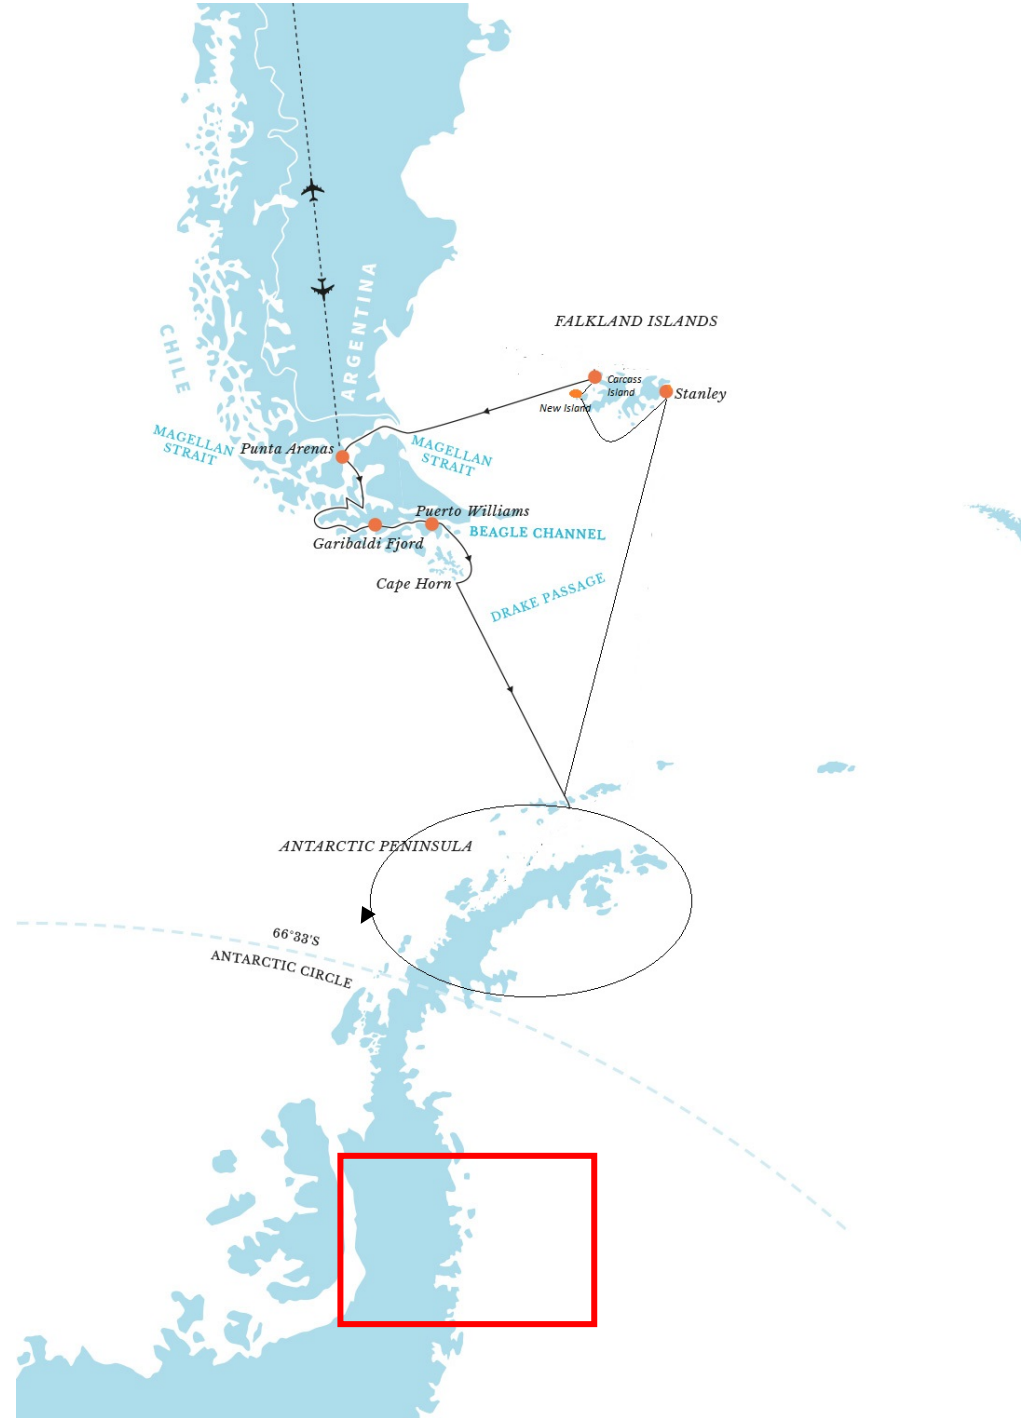 ARGENTINA
CHILE
FALKLAND ISLANDS
Carcass
Island
New Island
Stanley
MAGELLAN
STRAIT
Punta Arenas
MAGELLAN
STRAIT
Puerto Williams
BEAGLE CHANNEL
Garibaldi Fjord
Cape Horn
DRAKE PASSAGE
ANTARCTIC PENINSULA
66°33'S
ANTARCTIC CIRCLE